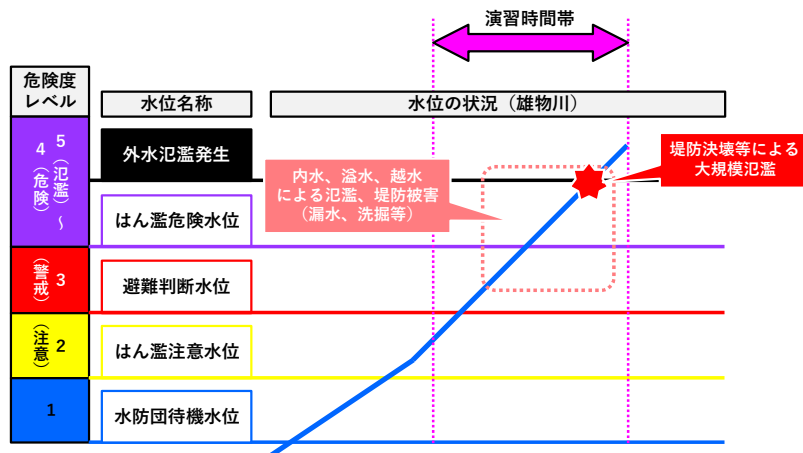 演習時間帯
危険度
レベル
水位名称
水位の状況（雄物川）
5（氾濫）～
4（危険）
外水氾濫発生
堤防決壊等による
大規模氾濫
内水、溢水、越水
による氾濫、堤防被害
（漏水、洗掘等）
はん濫危険水位
3
（警戒）
避難判断水位
2
（注意）
はん濫注意水位
1
水防団待機水位